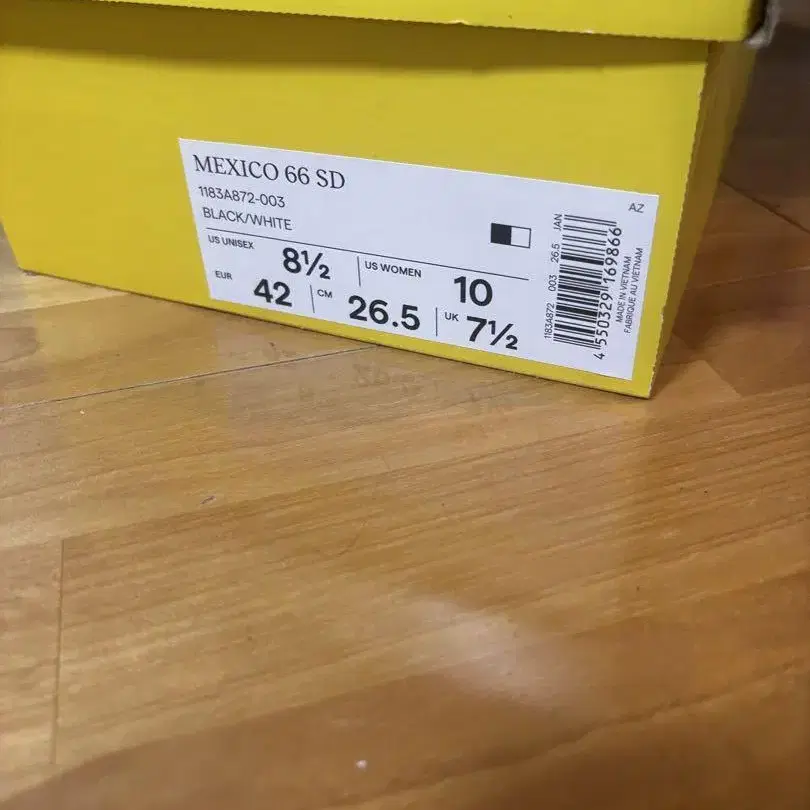 MEXICO 66 SD
1183A872-003
BLACK/WHITE
US UNISEX 8½ US WOMEN 10
EUR 42 CM 26.5 UK 7½
AZ
1183A872 003 26.5 JAN
4 550329 169866
MADE IN VIETNAM
FABRIQUE AU VIETNAM